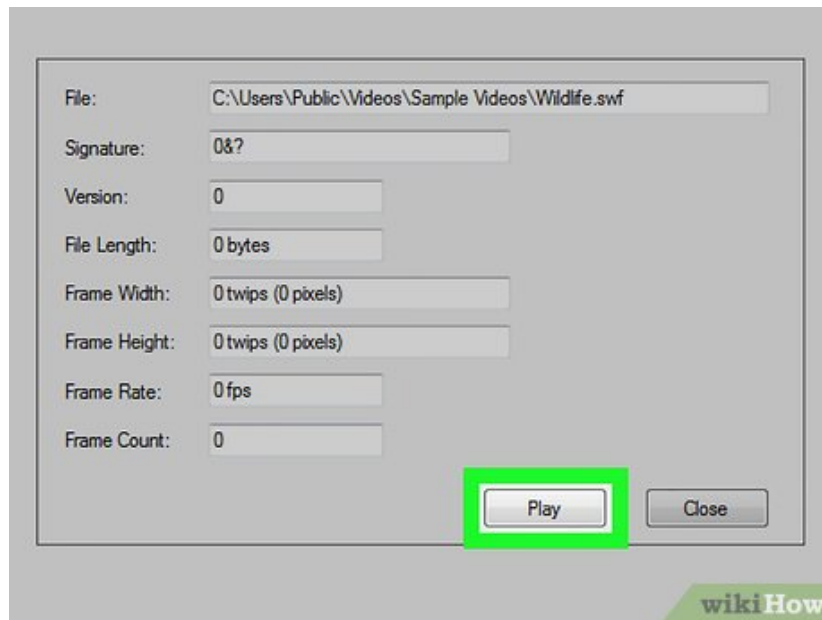 File: C:\Users\Public\Videos\Sample Videos\Wildlife.swf
Signature: 0&?
Version: 0
File Length: 0 bytes
Frame Width: 0 twips (0 pixels)
Frame Height: 0 twips (0 pixels)
Frame Rate: 0 fps
Frame Count: 0
Play Close
wikiHow